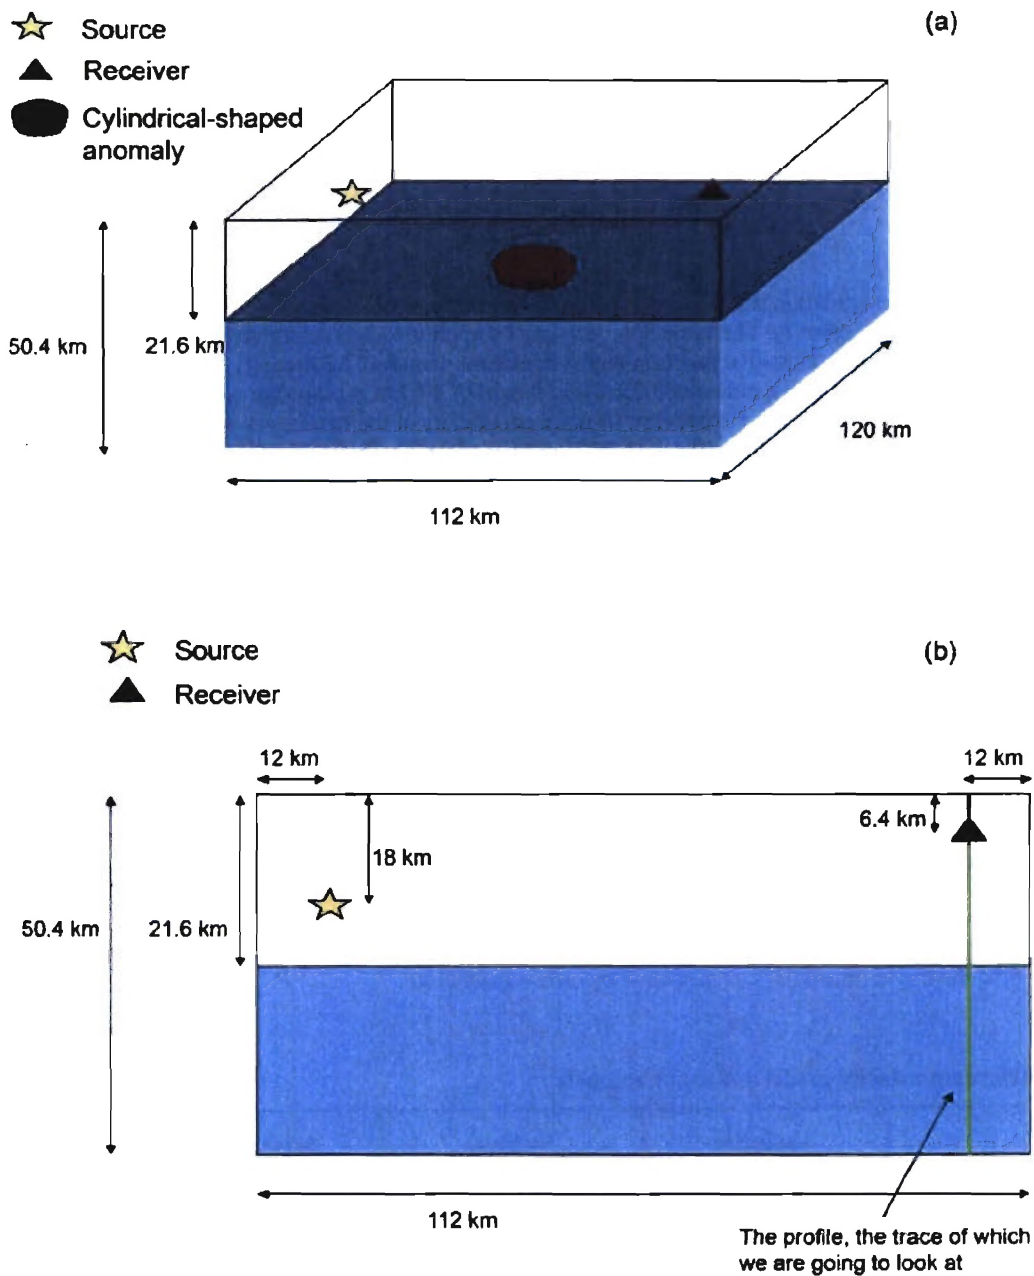 (a)
Source
Receiver
Cylindrical-shaped
anomaly
50.4 km
21.6 km
120 km
112 km
(b)
Source
Receiver
12 km
12 km
6.4 km
18 km
50.4 km
21.6 km
112 km
The profile, the trace of which
we are going to look at